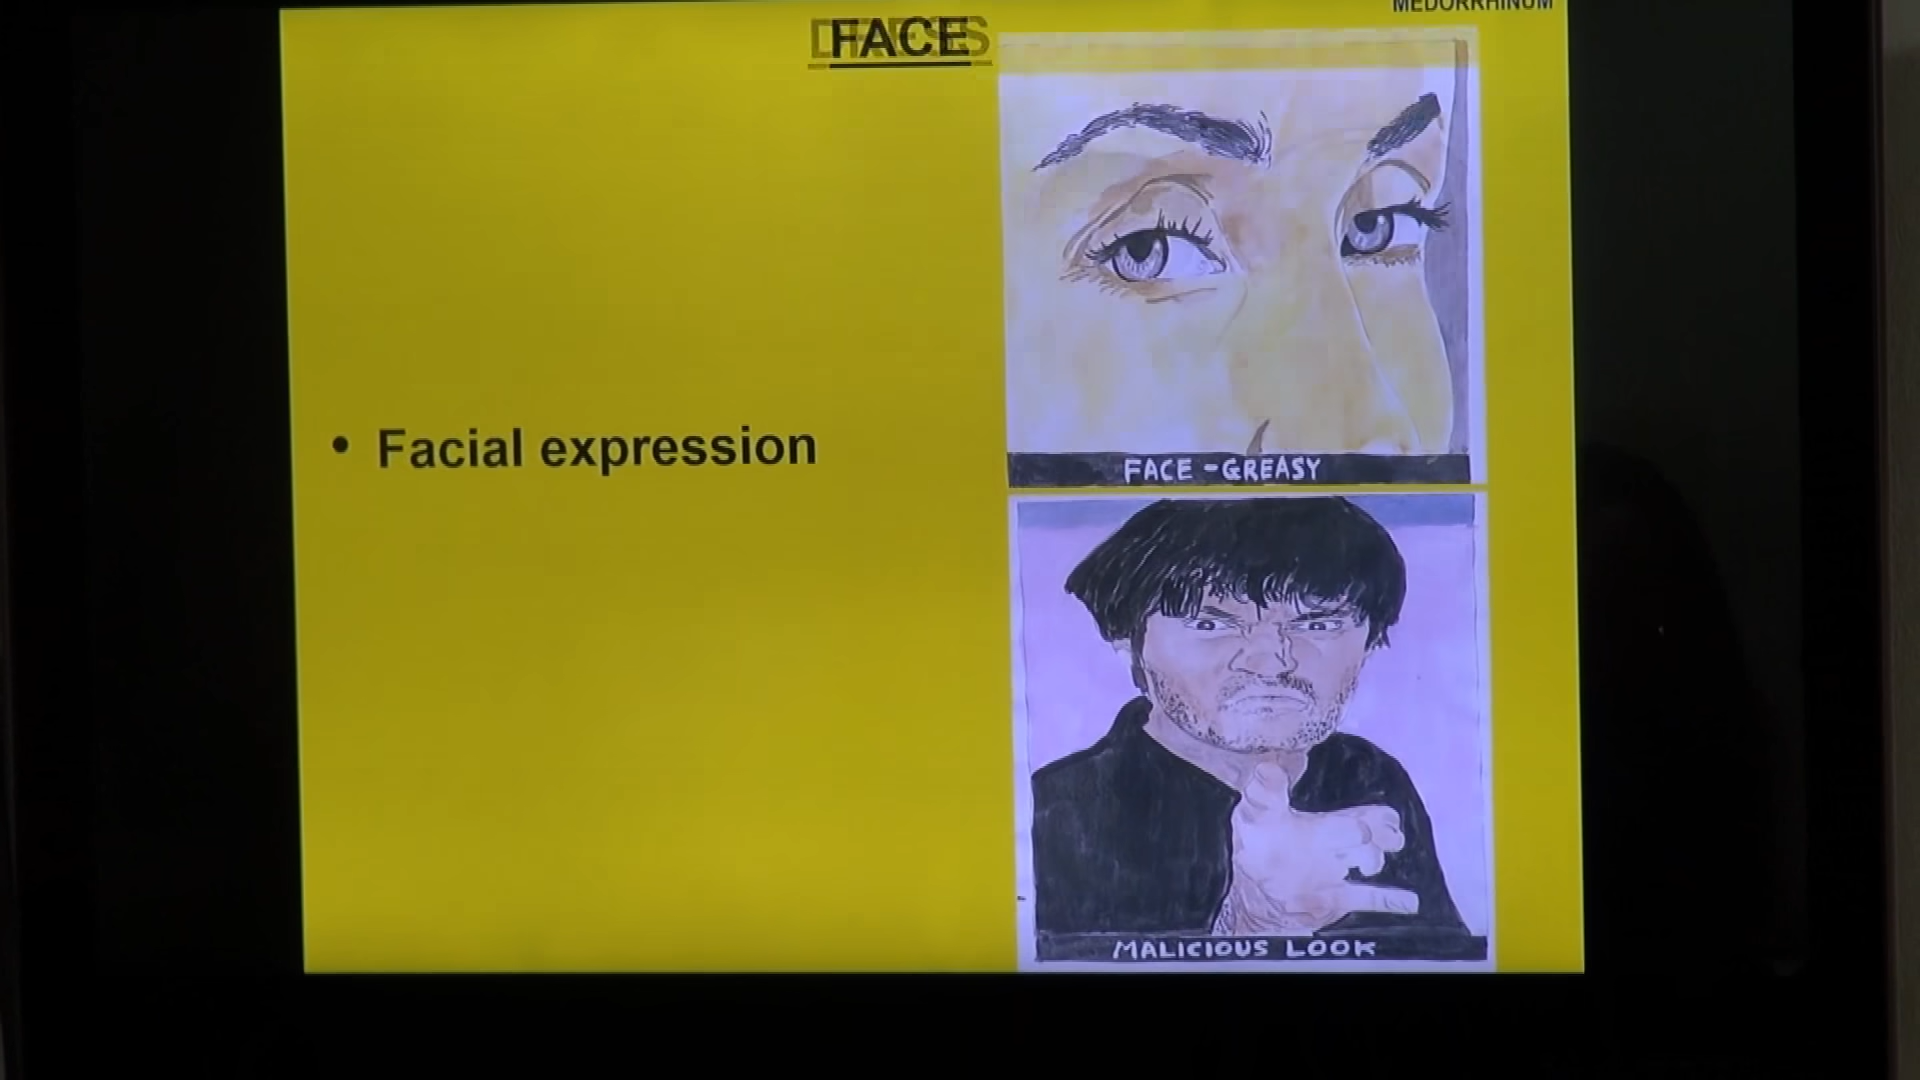 MEDORRHINUM
FACE
• Facial expression
FACE - GREASY
MALICIOUS LOOK